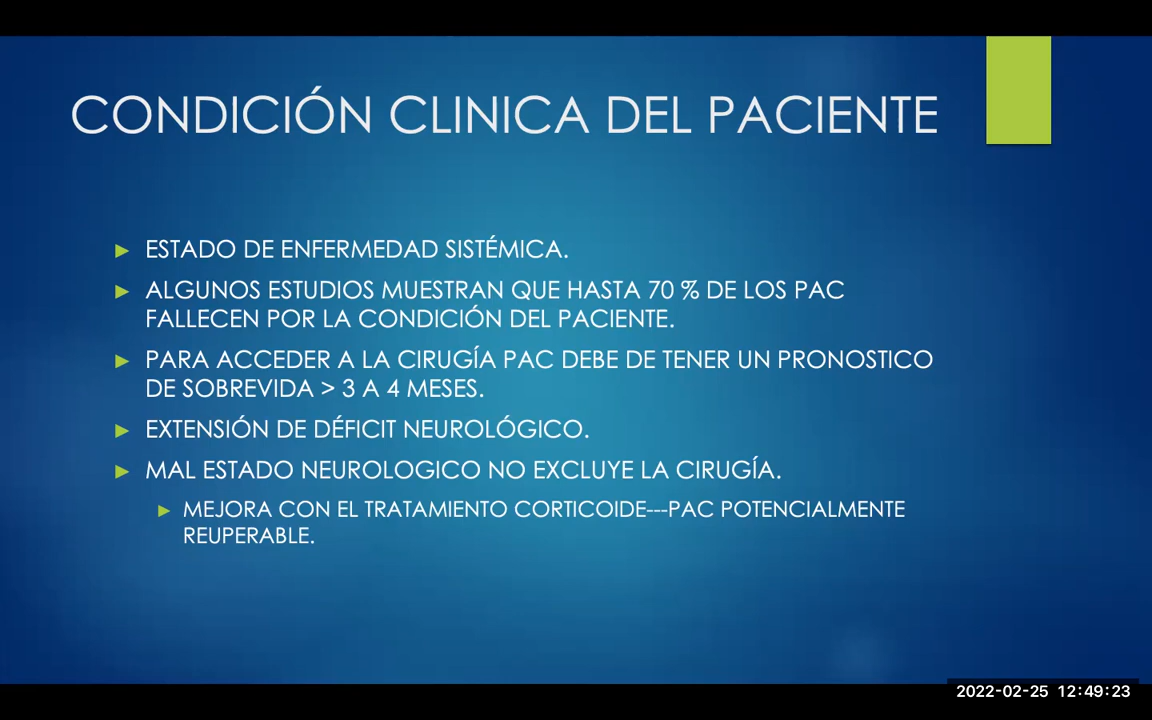 CONDICIÓN CLINICA DEL PACIENTE
ESTADO DE ENFERMEDAD SISTÉMICA.
ALGUNOS ESTUDIOS MUESTRAN QUE HASTA 70 % DE LOS PAC
FALLECEN POR LA CONDICIÓN DEL PACIENTE.
PARA ACCEDER A LA CIRUGÍA PAC DEBE DE TENER UN PRONOSTICO
DE SOBREVIDA > 3 A 4 MESES.
EXTENSIÓN DE DÉFICIT NEUROLÓGICO.
MAL ESTADO NEUROLOGICO NO EXCLUYE LA CIRUGÍA.
MEJORA CON EL TRATAMIENTO CORTICOIDE---PAC POTENCIALMENTE
REUPERABLE.
2022-02-25 12:49:23